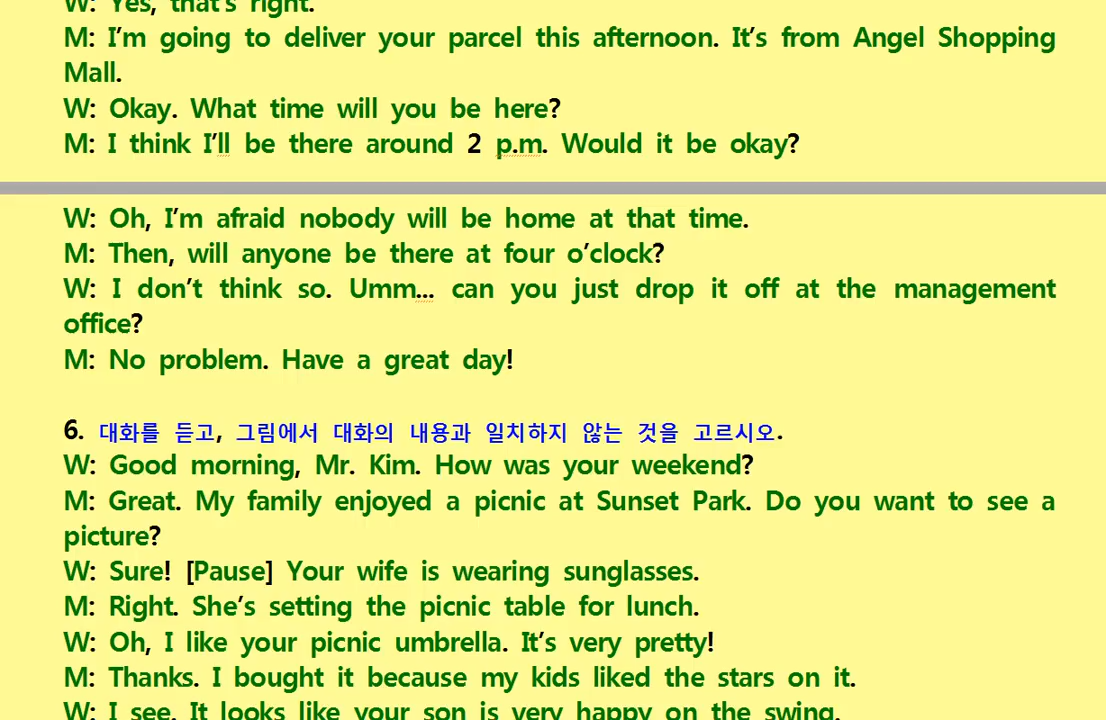 W: Yes, that's right.
M: I'm going to deliver your parcel this afternoon. It's from Angel Shopping
Mall.
W: Okay. What time will you be here?
M: I think I'll be there around 2 p.m. Would it be okay?
W: Oh, I'm afraid nobody will be home at that time.
M: Then, will anyone be there at four o'clock?
W: I don't think so. Umm... can you just drop it off at the management
office?
M: No problem. Have a great day!
6. 대화를 듣고, 그림에서 대화의 내용과 일치하지 않는 것을 고르시오.
W: Good morning, Mr. Kim. How was your weekend?
M: Great. My family enjoyed a picnic at Sunset Park. Do you want to see a
picture?
W: Sure! [Pause] Your wife is wearing sunglasses.
M: Right. She's setting the picnic table for lunch.
W: Oh, I like your picnic umbrella. It's very pretty!
M: Thanks. I bought it because my kids liked the stars on it.
W: I see. It looks like your son is very happy on the swing.